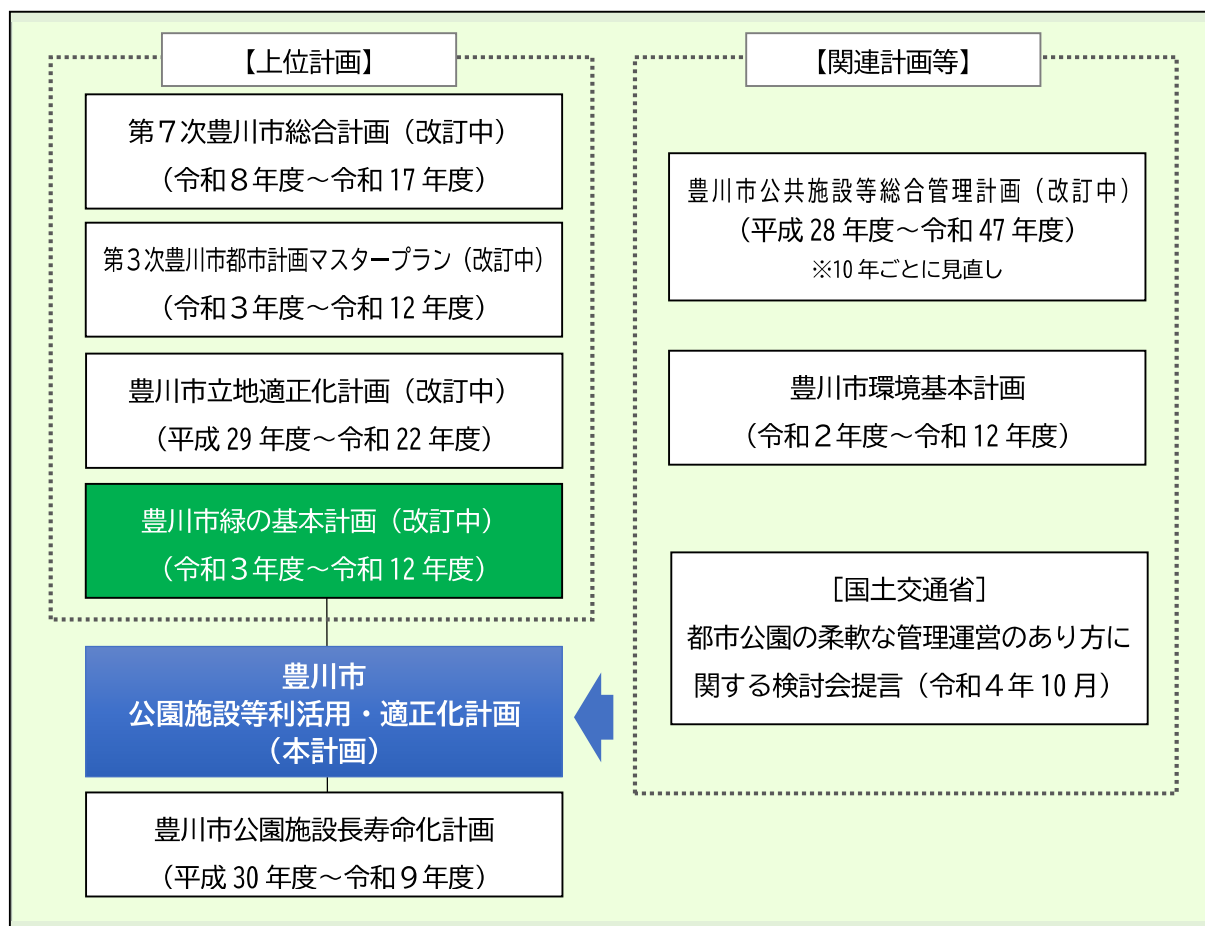 【上位計画】
第７次豊川市総合計画（改訂中）
（令和８年度～令和 17 年度）
第３次豊川市都市計画マスタープラン（改訂中）
（令和３年度～令和 12 年度）
豊川市立地適正化計画（改訂中）
（平成 29 年度～令和 22 年度）
豊川市緑の基本計画（改訂中）
（令和３年度～令和 12 年度）
豊川市
公園施設等利活用・適正化計画
（本計画）
豊川市公園施設長寿命化計画
（平成 30 年度～令和９年度）
【関連計画等】
豊川市公共施設等総合管理計画（改訂中）
（平成 28 年度～令和 47 年度）
※10 年ごとに見直し
豊川市環境基本計画
（令和２年度～令和 12 年度）
［国土交通省］
都市公園の柔軟な管理運営のあり方に
関する検討会提言（令和４年 10 月）